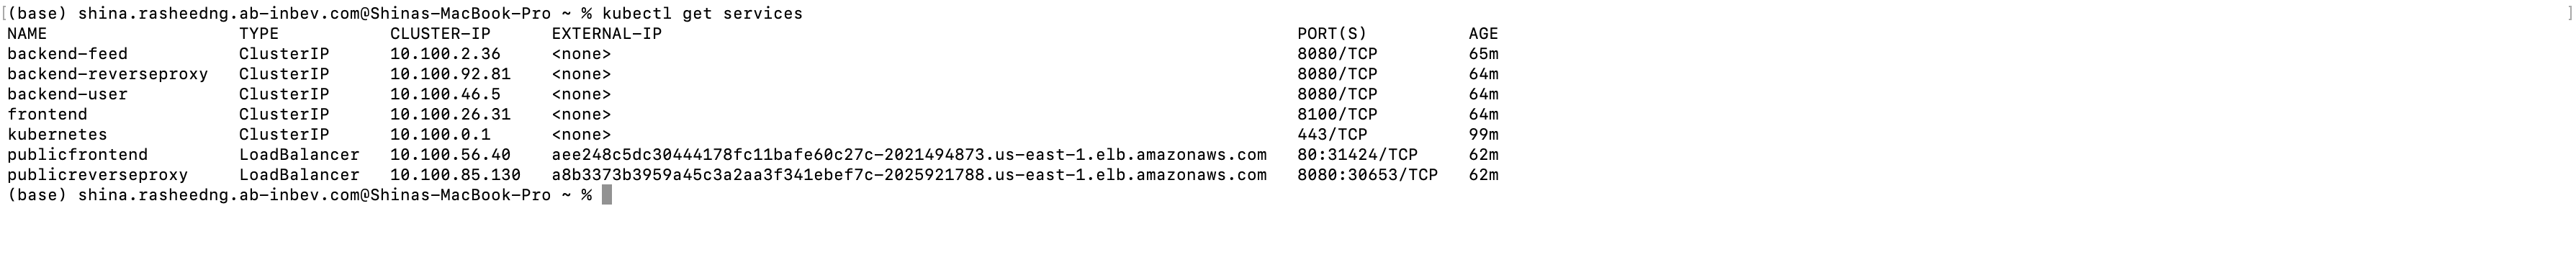 [(base) shina.rasheedng.ab-inbev.com@Shinas-MacBook-Pro ~ % kubectl get services ]
NAME TYPE CLUSTER-IP EXTERNAL-IP PORT(S) AGE
backend-feed ClusterIP 10.100.2.36 <none> 8080/TCP 65m
backend-reverseproxy ClusterIP 10.100.92.81 <none> 8080/TCP 64m
backend-user ClusterIP 10.100.46.5 <none> 8080/TCP 64m
frontend ClusterIP 10.100.26.31 <none> 8100/TCP 64m
kubernetes ClusterIP 10.100.0.1 <none> 443/TCP 99m
publicfrontend LoadBalancer 10.100.56.40 aee248c5dc30444178fc11bafe60c27c-2021494873.us-east-1.elb.amazonaws.com 80:31424/TCP 62m
publicreverseproxy LoadBalancer 10.100.85.130 a8b3373b3959a45c3a2aa3f341ebef7c-2025921788.us-east-1.elb.amazonaws.com 8080:30653/TCP 62m
(base) shina.rasheedng.ab-inbev.com@Shinas-MacBook-Pro ~ %